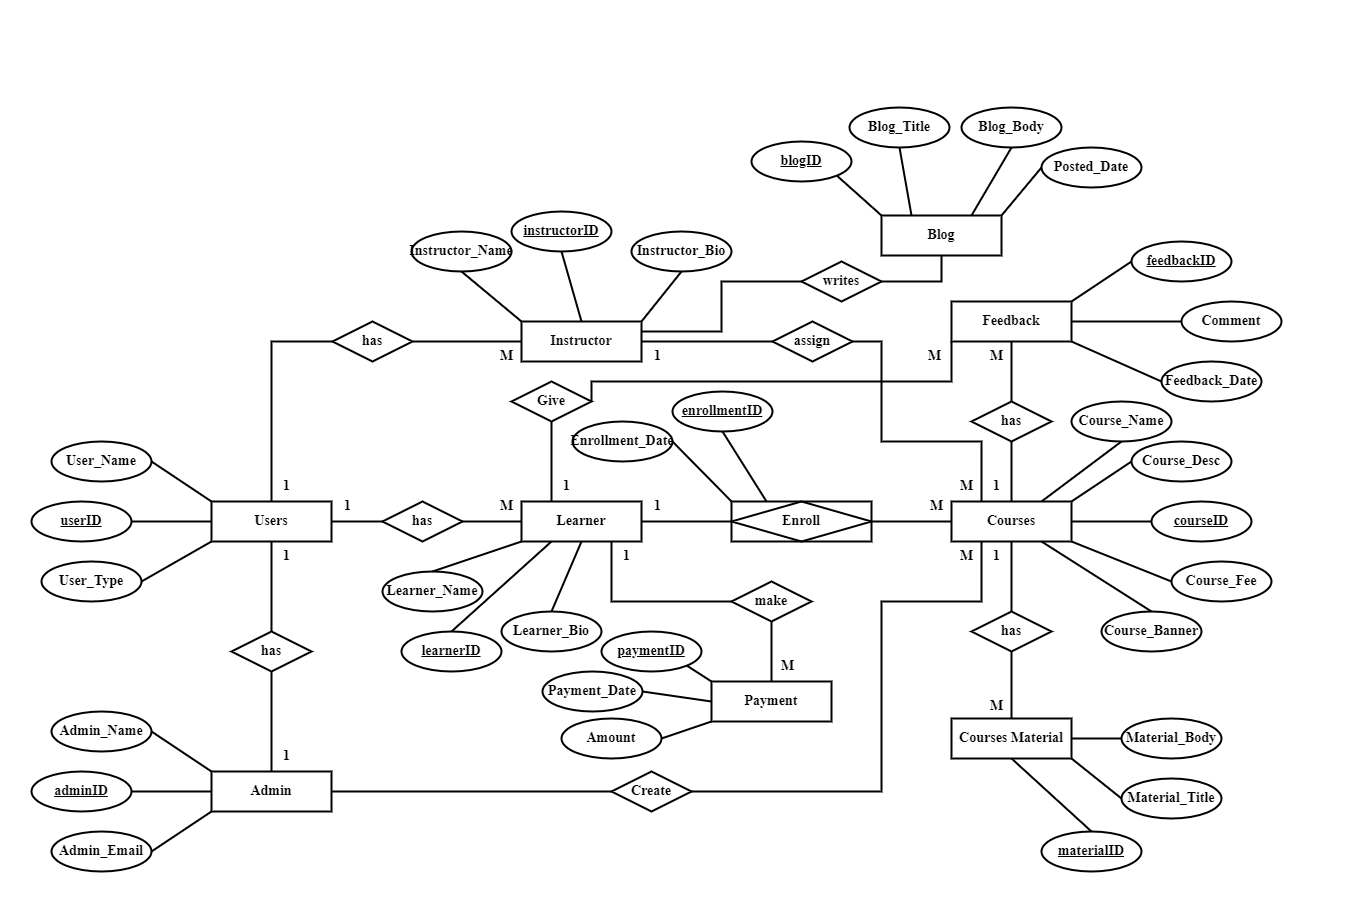 Blog_Title
Blog_Body
blogID
Posted_Date
Blog
instructorID
Instructor_Name
Instructor_Bio
feedbackID
writes
Feedback
Comment
has
Instructor
assign
M
1
M
M
Feedback_Date
Give
enrollmentID
has
Course_Name
Enrollment_Date
User_Name
Course_Desc
1
1
M
1
1
M
1
M
userID
Users
has
Learner
Enroll
Courses
courseID
1
1
M
1
User_Type
Course_Fee
Learner_Name
make
Learner_Bio
has
Course_Banner
has
learnerID
paymentID
M
Payment_Date
Payment
M
Admin_Name
Amount
Courses Material
Material_Body
1
adminID
Admin
Create
Material_Title
Admin_Email
materialID